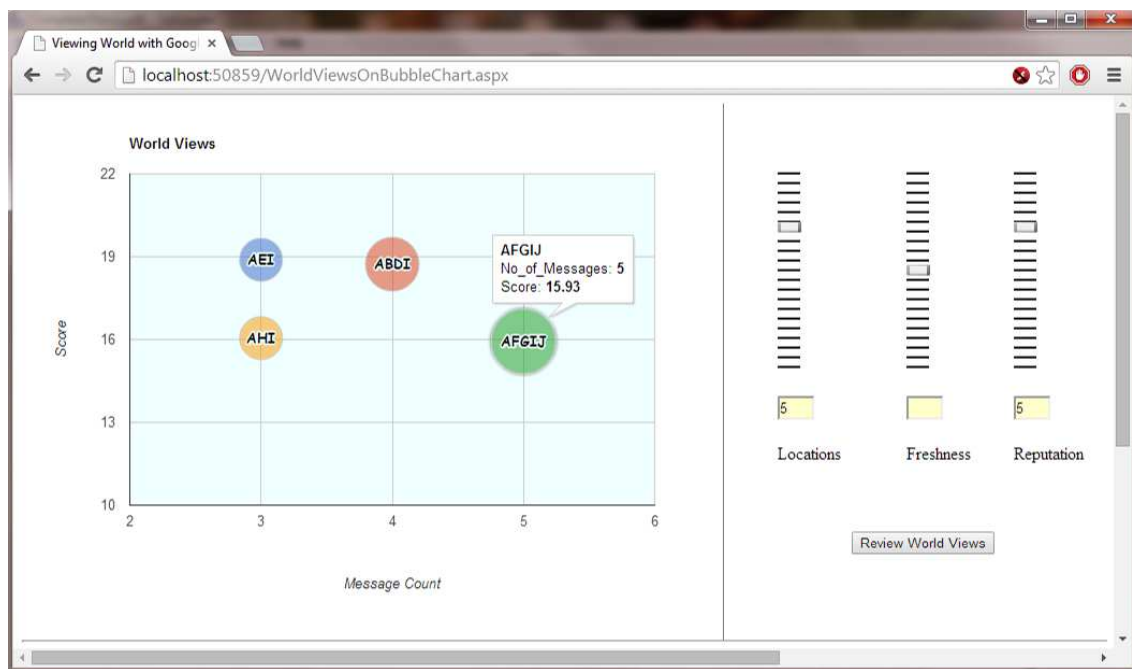 Viewing World with Googl
localhost:50859/WorldViewsOnBubbleChart.aspx
World Views
22
19
16
13
10
Score
AEI
ABDI
AHI
AFGIJ
AFGIJ
No_of_Messages: 5
Score: 15.93
2 3 4 5 6
Message Count
5 5
Locations Freshness Reputation
Review World Views